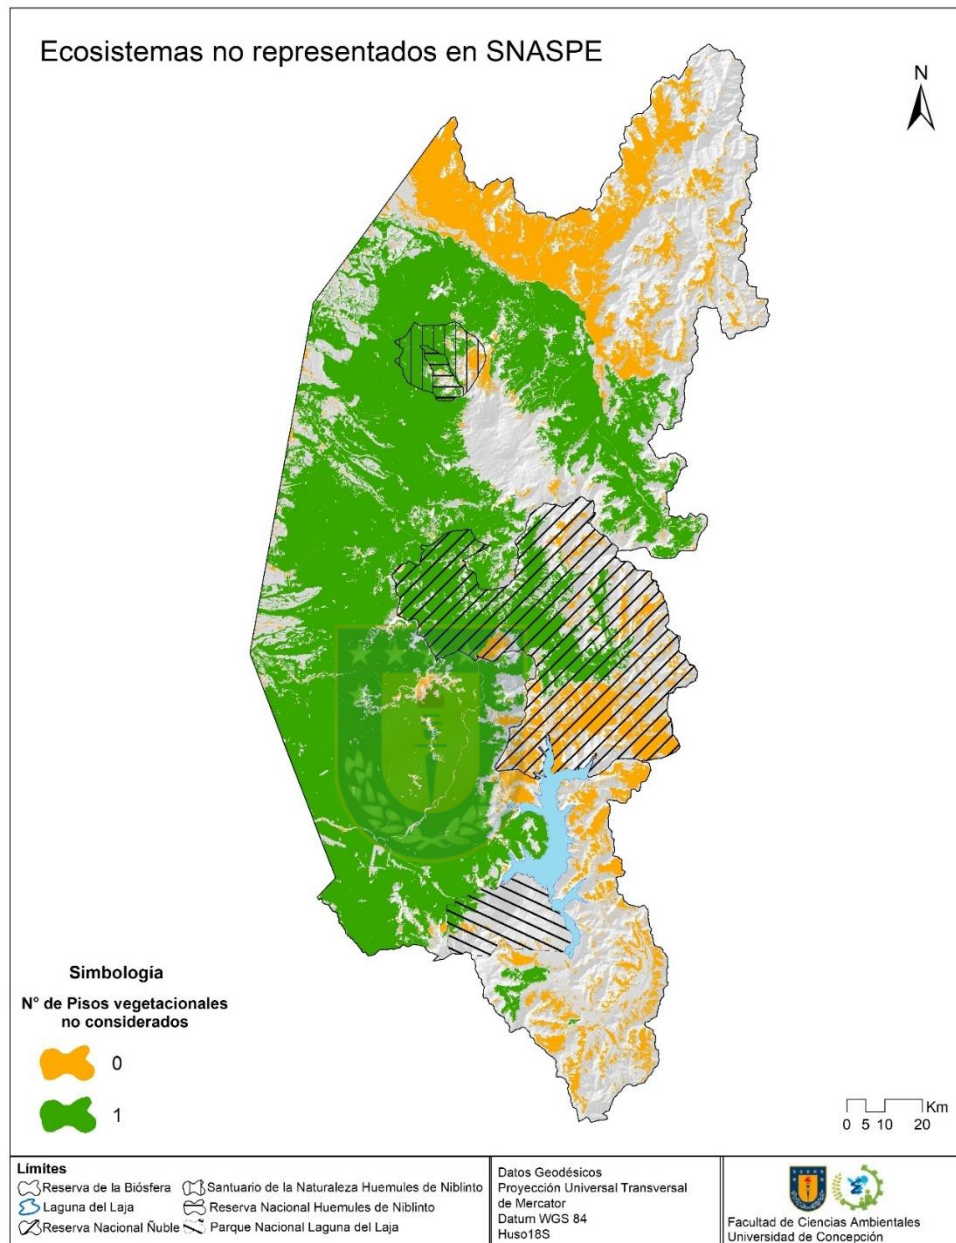 Ecosistemas no representados en SNASPE
N
Simbología
N° de Pisos vegetacionales
no considerados
0
1
Km
0 5 10 20
Límites
Reserva de la Biósfera
Laguna del Laja
Reserva Nacional Ñuble
Santuario de la Naturaleza Huemules de Niblinto
Reserva Nacional Huemules de Niblinto
Parque Nacional Laguna del Laja
Datos Geodésicos
Proyección Universal Transversal
de Mercator
Datum WGS 84
Huso18S
Facultad de Ciencias Ambientales
Universidad de Concepción